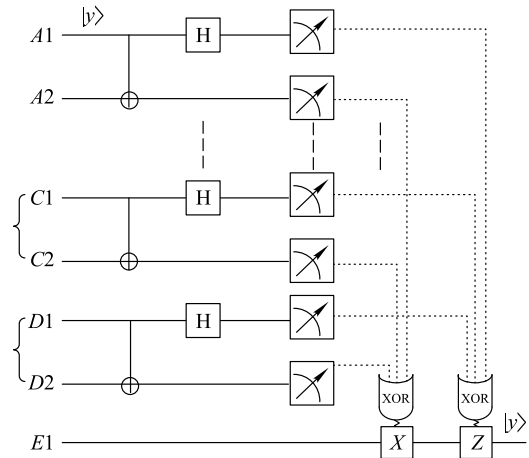 |y⟩
A1 H
A2
C1 H
C2
D1 H
D2
XOR XOR
|y⟩
E1 X Z